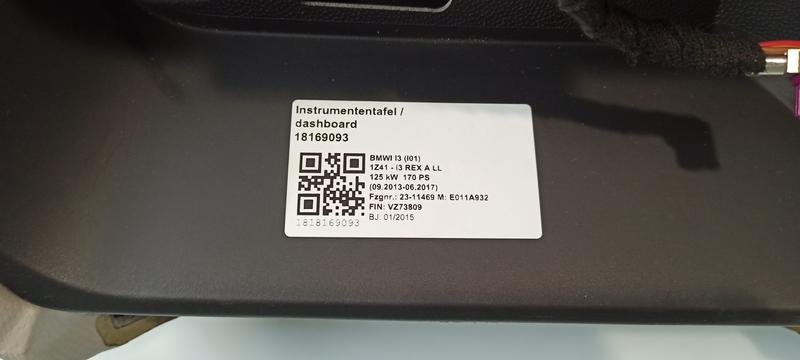 Instrumententafel /
dashboard
18169093
BMWI I3 (I01)
1Z41 - i3 REX A LL
125 kW 170 PS
(09.2013-06.2017)
Fzgnr.: 23-11469 M: E011A932
FIN: VZ73809
BJ: 01/2015
1818169093